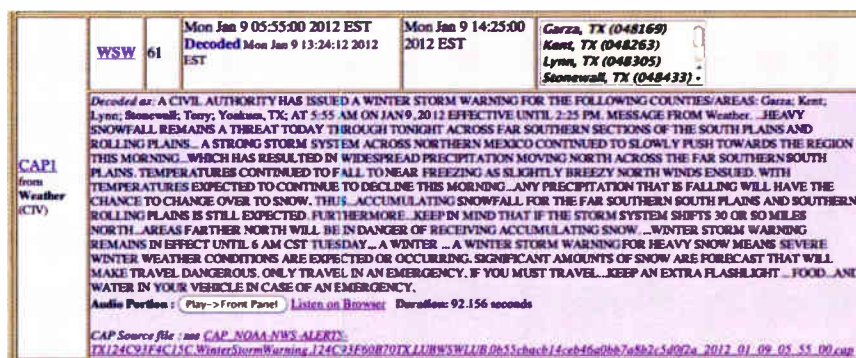 WSW
61
Mon Jan 9 05:55:00 2012 EST
Decoded Mon Jan 9 13:24:12 2012
EST
Mon Jan 9 14:25:00
2012 EST
Garza, TX (048169)
Kent, TX (048263)
Lynn, TX (048305)
Stonewall, TX (048433)
CAP1
from
Weather
(CIV)
Decoded as: A CIVIL AUTHORITY HAS ISSUED A WINTER STORM WARNING FOR THE FOLLOWING COUNTIES/AREAS: Garza; Kent;
Lynn; Stonewall; Terry; Yoakum, TX; AT 5:55 AM ON JAN 9, 2012 EFFECTIVE UNTIL 2:25 PM. MESSAGE FROM Weather. ...HEAVY
SNOWFALL REMAINS A THREAT TODAY THROUGH TONIGHT ACROSS FAR SOUTHERN SECTIONS OF THE SOUTH PLAINS AND
ROLLING PLAINS... A STRONG STORM SYSTEM ACROSS NORTHERN MEXICO CONTINUED TO SLOWLY PUSH TOWARDS THE REGION
THIS MORNING...WHICH HAS RESULTED IN WIDESPREAD PRECIPITATION MOVING NORTH ACROSS THE FAR SOUTHERN SOUTH
PLAINS. TEMPERATURES CONTINUED TO FALL TO NEAR FREEZING AS SLIGHTLY BREEZY NORTH WINDS ENSUED. WITH
TEMPERATURES EXPECTED TO CONTINUE TO DECLINE THIS MORNING...ANY PRECIPITATION THAT IS FALLING WILL HAVE THE
CHANCE TO CHANGE OVER TO SNOW. THUS...ACCUMULATING SNOWFALL FOR THE FAR SOUTHERN SOUTH PLAINS AND SOUTHERN
ROLLING PLAINS IS STILL EXPECTED. FURTHERMORE...KEEP IN MIND THAT IF THE STORM SYSTEM SHIFTS 30 OR SO MILES
NORTH...AREAS FARTHER NORTH WILL BE IN DANGER OF RECEIVING ACCUMULATING SNOW. ...WINTER STORM WARNING
REMAINS IN EFFECT UNTIL 6 AM CST TUESDAY... A WINTER ... A WINTER STORM WARNING FOR HEAVY SNOW MEANS SEVERE
WINTER WEATHER CONDITIONS ARE EXPECTED OR OCCURRING. SIGNIFICANT AMOUNTS OF SNOW ARE FORECAST THAT WILL
MAKE TRAVEL DANGEROUS. ONLY TRAVEL IN AN EMERGENCY. IF YOU MUST TRAVEL...KEEP AN EXTRA FLASHLIGHT ... FOOD...AND
WATER IN YOUR VEHICLE IN CASE OF AN EMERGENCY.
Audio Portion : Play->Front Panel Listen on Browser Duration: 92.156 seconds
CAP Source file : CAP_NOAA-NWS-ALERTS-